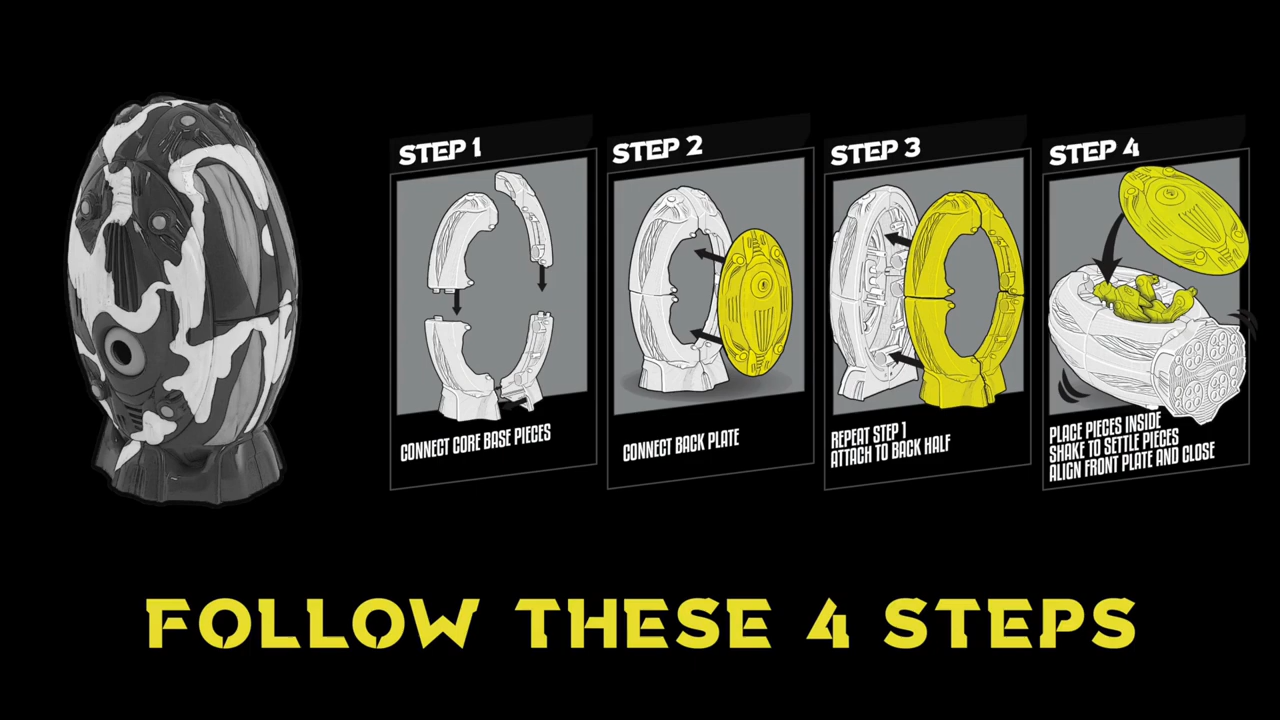 STEP 1
CONNECT CORE BASE PIECES
STEP 2
CONNECT BACK PLATE
STEP 3
REPEAT STEP 1
ATTACH TO BACK HALF
STEP 4
PLACE PIECES INSIDE
SHAKE TO SETTLE PIECES
ALIGN FRONT PLATE AND CLOSE
FOLLOW THESE 4 STEPS